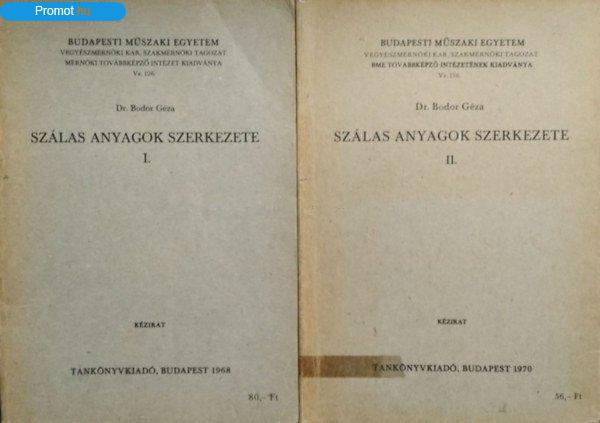 Promot.hu
BUDAPESTI MŰSZAKI EGYETEM
VEGYÉSZMÉRNÖKI KAR, SZAKMÉRNÖKI TAGOZAT
MÉRNÖKI TOVÁBBKÉPZŐ INTÉZET KIADVÁNYA
Ve. 126.
Dr. Bodor Géza
SZÁLAS ANYAGOK SZERKEZETE
I.
KÉZIRAT
TANKÖNYVKIADÓ, BUDAPEST 1968
80,- Ft
BUDAPESTI MŰSZAKI EGYETEM
VEGYÉSZMÉRNÖKI KAR, SZAKMÉRNÖKI TAGOZAT
BME TOVÁBBKÉPZŐ INTÉZETÉNEK KIADVÁNYA
Dr. Bodor Géza
SZÁLAS ANYAGOK SZERKEZETE
II.
KÉZIRAT
TANKÖNYVKIADÓ, BUDAPEST 1970
56,- Ft